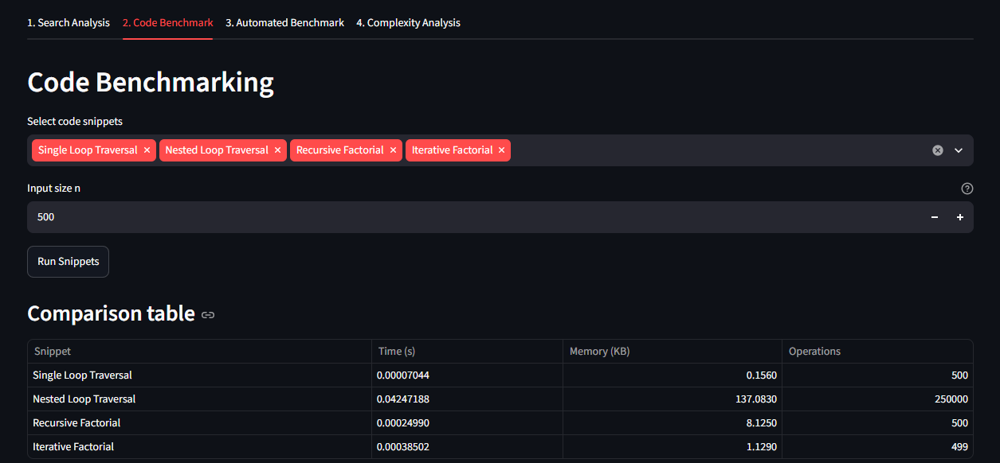 1. Search Analysis 2. Code Benchmark 3. Automated Benchmark 4. Complexity Analysis
Code Benchmarking
Select code snippets
Single Loop Traversal × Nested Loop Traversal × Recursive Factorial × Iterative Factorial ×
Input size n
500
Run Snippets
Comparison table
Snippet Time (s) Memory (KB) Operations
Single Loop Traversal 0.00007044 0.1560 500
Nested Loop Traversal 0.04247188 137.0830 250000
Recursive Factorial 0.00024990 8.1250 500
Iterative Factorial 0.00038502 1.1290 499